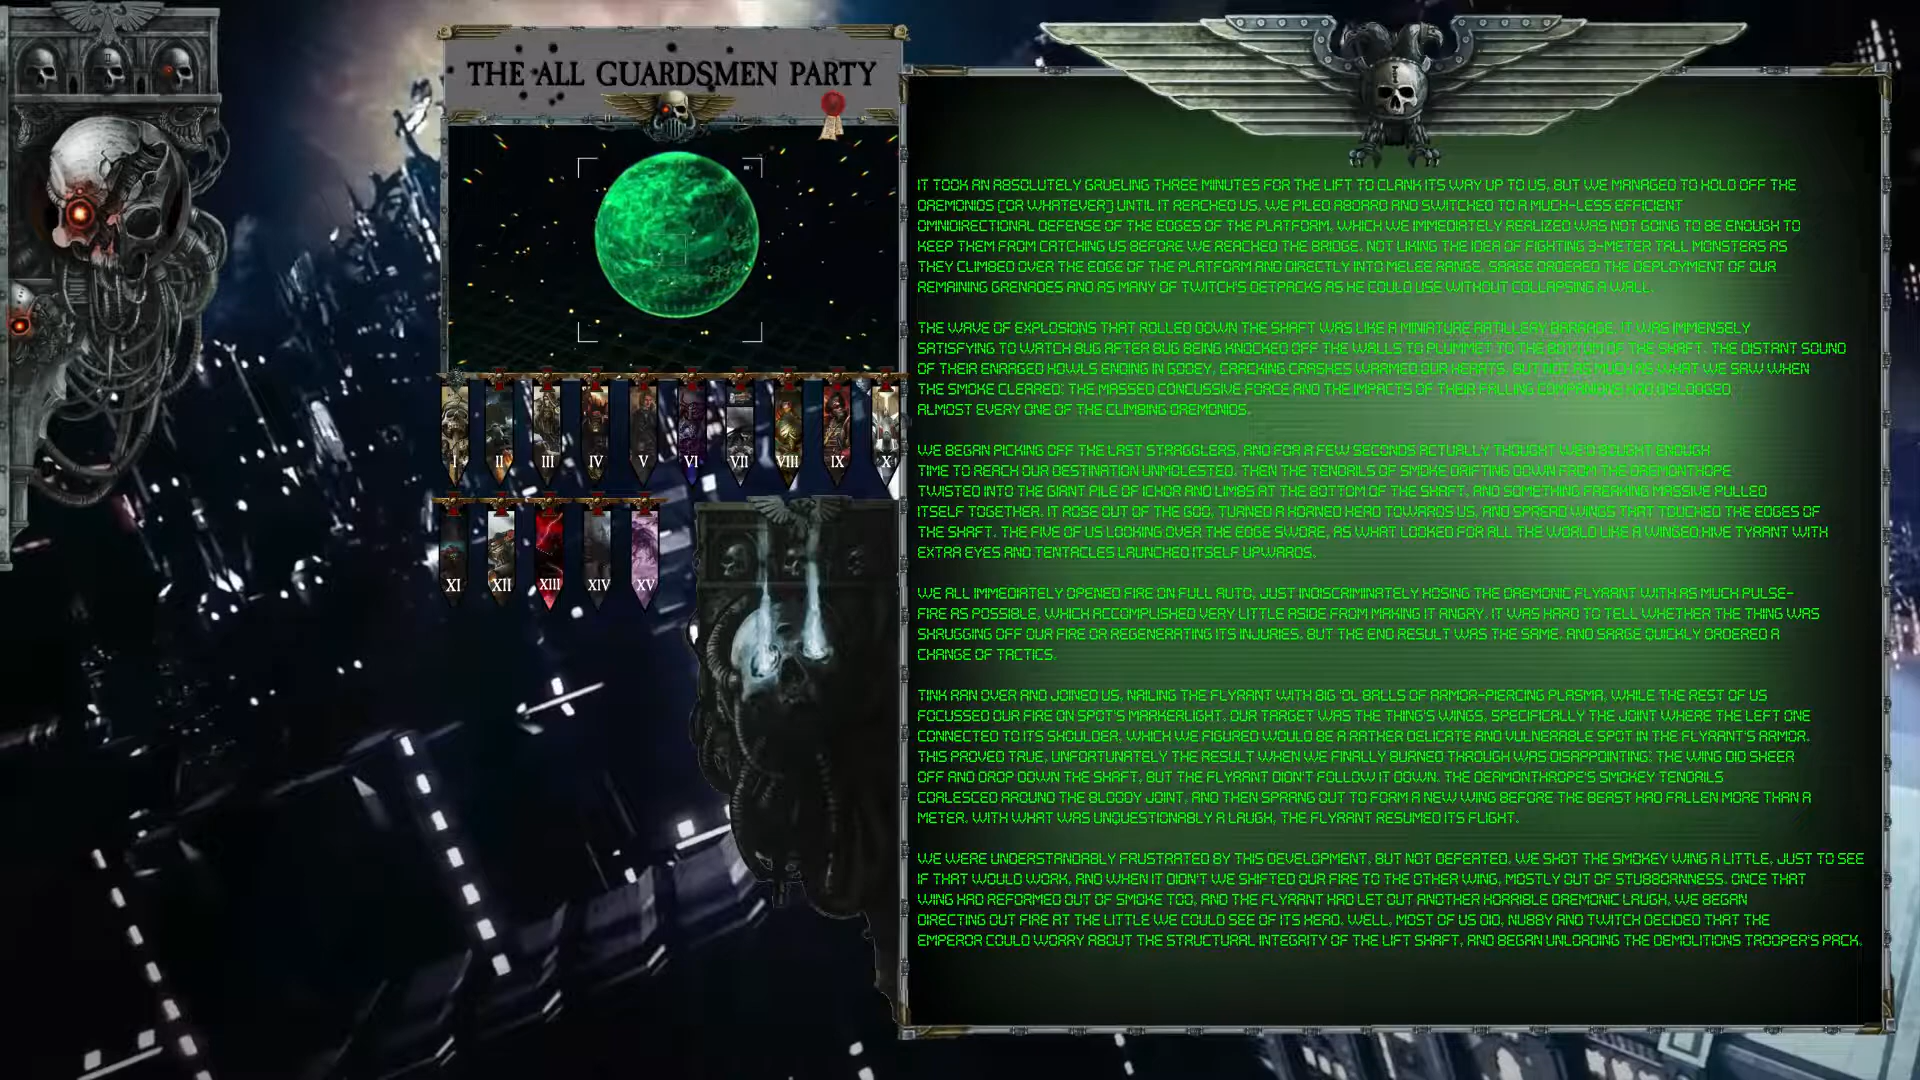 THE ALL GUARDSMEN PARTY
I II III IV V VI VII VIII IX X
XI XII XIII XIV XV
IT TOOK AN ABSOLUTELY GRUELING THREE MINUTES FOR THE LIFT TO CLANK ITS WAY UP TO US, BUT WE MANAGED TO HOLD OFF THE
DAEMONIDS (OR WHATEVER) UNTIL IT REACHED US. WE PILED ABOARD AND SWITCHED TO A MUCH-LESS EFFICIENT
OMNIDIRECTIONAL DEFENSE OF THE EDGES OF THE PLATFORM, WHICH WE IMMEDIATELY REALIZED WAS NOT GOING TO BE ENOUGH TO
KEEP THEM FROM CATCHING US BEFORE WE REACHED THE BRIDGE. NOT LIKING THE IDEA OF FIGHTING 3-METER TALL MONSTERS AS
THEY CLIMBED OVER THE EDGE OF THE PLATFORM AND DIRECTLY INTO MELEE RANGE, SARGE ORDERED THE DEPLOYMENT OF OUR
REMAINING GRENADES AND AS MANY OF TWITCH'S DETPACKS AS HE COULD USE WITHOUT COLLAPSING A WALL.
THE WAVE OF EXPLOSIONS THAT ROLLED DOWN THE SHAFT WAS LIKE A MINIATURE ARTILLERY BARRAGE. IT WAS IMMENSELY
SATISFYING TO WATCH BUG AFTER BUG BEING KNOCKED OFF THE WALLS TO PLUMMET TO THE BOTTOM OF THE SHAFT. THE DISTANT SOUND
OF THEIR ENRAGED HOWLS ENDING IN GOOEY, CRACKING CRASHES WARMED OUR HEARTS, BUT NOT AS MUCH AS WHAT WE SAW WHEN
THE SMOKE CLEARED: THE MASSED CONCUSSIVE FORCE AND THE IMPACTS OF THEIR FALLING COMPANIONS HAD DISLODGED
ALMOST EVERY ONE OF THE CLIMBING DAEMONIDS.
WE BEGAN PICKING OFF THE LAST STRAGGLERS, AND FOR A FEW SECONDS ACTUALLY THOUGHT WE'D BOUGHT ENOUGH
TIME TO REACH OUR DESTINATION UNMOLESTED. THEN THE TENDRILS OF SMOKE DRIFTING DOWN FROM THE DAEMONTHOPE
TWISTED INTO THE GIANT PILE OF ICHOR AND LIMBS AT THE BOTTOM OF THE SHAFT, AND SOMETHING FREAKING MASSIVE PULLED
ITSELF TOGETHER. IT ROSE OUT OF THE GOO, TURNED A HORNED HEAD TOWARDS US, AND SPREAD WINGS THAT TOUCHED THE EDGES OF
THE SHAFT. THE FIVE OF US LOOKING OVER THE EDGE SWORE, AS WHAT LOOKED FOR ALL THE WORLD LIKE A WINGED HIVE TYRANT WITH
EXTRA EYES AND TENTACLES LAUNCHED ITSELF UPWARDS.
WE ALL IMMEDIATELY OPENED FIRE ON FULL AUTO, JUST INDISCRIMINATELY HOSING THE DAEMONIC FLYRANT WITH AS MUCH PULSE-
FIRE AS POSSIBLE, WHICH ACCOMPLISHED VERY LITTLE ASIDE FROM MAKING IT ANGRY. IT WAS HARD TO TELL WHETHER THE THING WAS
SHRUGGING OFF OUR FIRE OR REGENERATING ITS INJURIES, BUT THE END RESULT WAS THE SAME, AND SARGE QUICKLY ORDERED A
CHANGE OF TACTICS.
TINK RAN OVER AND JOINED US, NAILING THE FLYRANT WITH BIG 'OL BALLS OF ARMOR-PIERCING PLASMA, WHILE THE REST OF US
FOCUSSED OUR FIRE ON SPOT'S MARKERLIGHT. OUR TARGET WAS THE THING'S WINGS, SPECIFICALLY THE JOINT WHERE THE LEFT ONE
CONNECTED TO ITS SHOULDER, WHICH WE FIGURED WOULD BE A RATHER DELICATE AND VULNERABLE SPOT IN THE FLYRANT'S ARMOR.
THIS PROVED TRUE, UNFORTUNATELY THE RESULT WHEN WE FINALLY BURNED THROUGH WAS DISAPPOINTING: THE WING DID SHEER
OFF AND DROP DOWN THE SHAFT, BUT THE FLYRANT DIDN'T FOLLOW IT DOWN. THE DEAMONTHROPE'S SMOKEY TENDRILS
COALESCED AROUND THE BLOODY JOINT, AND THEN SPRANG OUT TO FORM A NEW WING BEFORE THE BEAST HAD FALLEN MORE THAN A
METER. WITH WHAT WAS UNQUESTIONABLY A LAUGH, THE FLYRANT RESUMED ITS FLIGHT.
WE WERE UNDERSTANDABLY FRUSTRATED BY THIS DEVELOPMENT, BUT NOT DEFEATED. WE SHOT THE SMOKEY WING A LITTLE, JUST TO SEE
IF THAT WOULD WORK, AND WHEN IT DIDN'T WE SHIFTED OUR FIRE TO THE OTHER WING, MOSTLY OUT OF STUBBORNNESS. ONCE THAT
WING HAD REFORMED OUT OF SMOKE TOO, AND THE FLYRANT HAD LET OUT ANOTHER HORRIBLE DAEMONIC LAUGH, WE BEGAN
DIRECTING OUT FIRE AT THE LITTLE WE COULD SEE OF ITS HEAD. WELL, MOST OF US DID, NUBBY AND TWITCH DECIDED THAT THE
EMPEROR COULD WORRY ABOUT THE STRUCTURAL INTEGRITY OF THE LIFT SHAFT, AND BEGAN UNLOADING THE DEMOLITIONS TROOPER'S PACK.